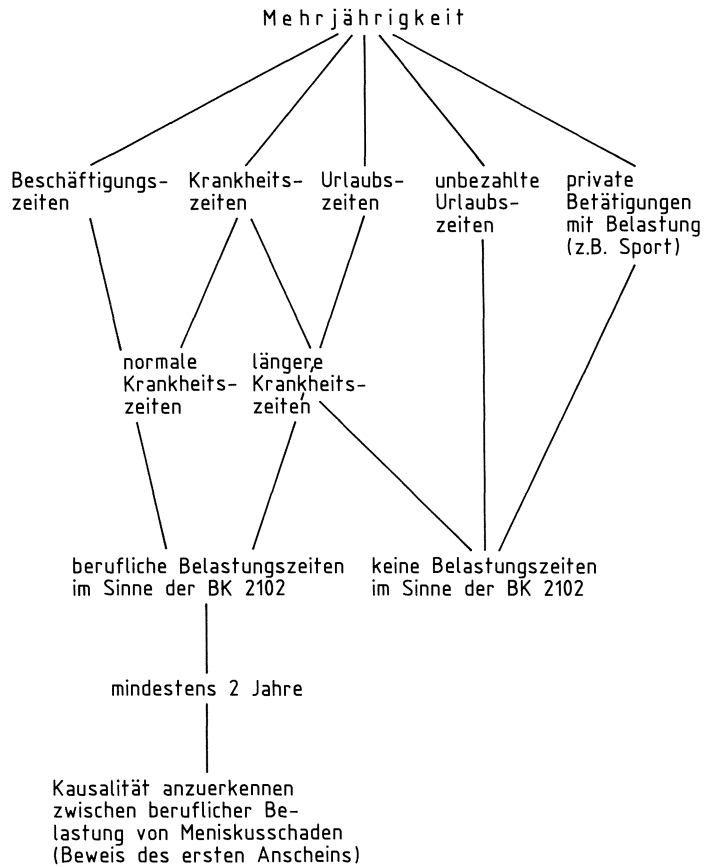 Mehrjährigkeit
Beschäftigungs-
zeiten
Krankheits-
zeiten
Urlaubs-
zeiten
unbezahlte
Urlaubs-
zeiten
private
Betätigungen
mit Belastung
(z.B. Sport)
normale
Krankheits-
zeiten
längere
Krankheits-
zeiten
berufliche Belastungszeiten
im Sinne der BK 2102
keine Belastungszeiten
im Sinne der BK 2102
mindestens 2 Jahre
Kausalität anzuerkennen
zwischen beruflicher Be-
lastung von Meniskusschaden
(Beweis des ersten Anscheins)